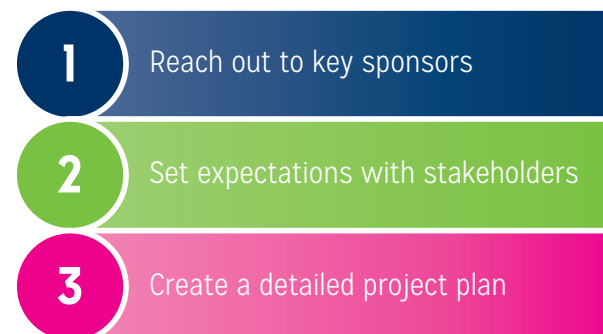 1 Reach out to key sponsors
2 Set expectations with stakeholders
3 Create a detailed project plan